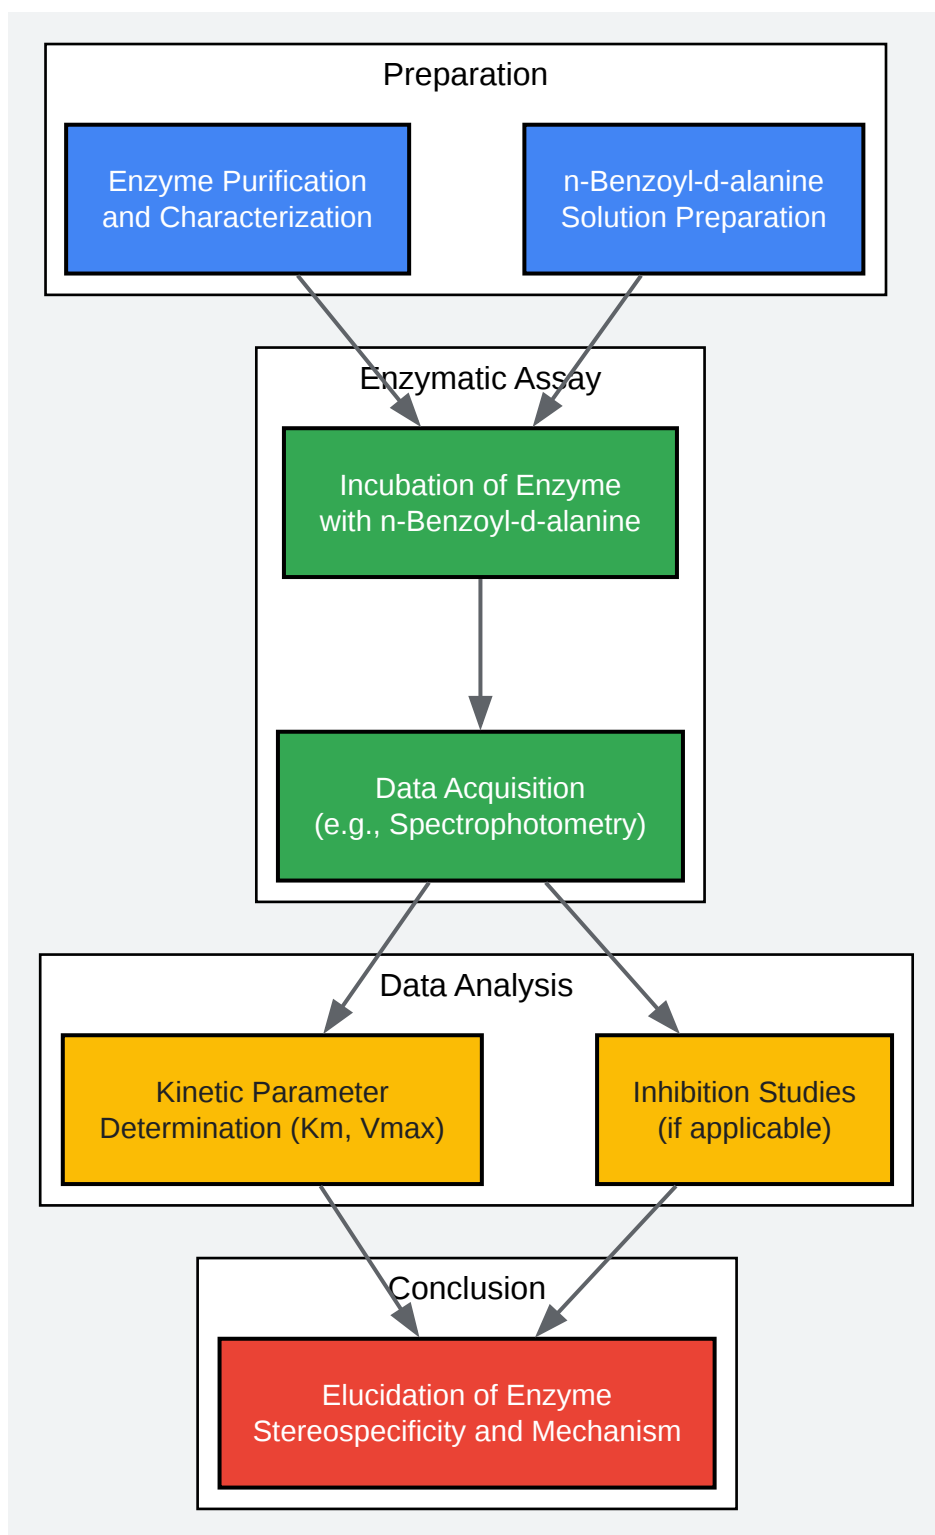 Preparation
Enzyme Purification
and Characterization
n-Benzoyl-d-alanine
Solution Preparation
Enzymatic Assay
Incubation of Enzyme
with n-Benzoyl-d-alanine
Data Acquisition
(e.g., Spectrophotometry)
Data Analysis
Kinetic Parameter
Determination (Km, Vmax)
Inhibition Studies
(if applicable)
Conclusion
Elucidation of Enzyme
Stereospecificity and Mechanism